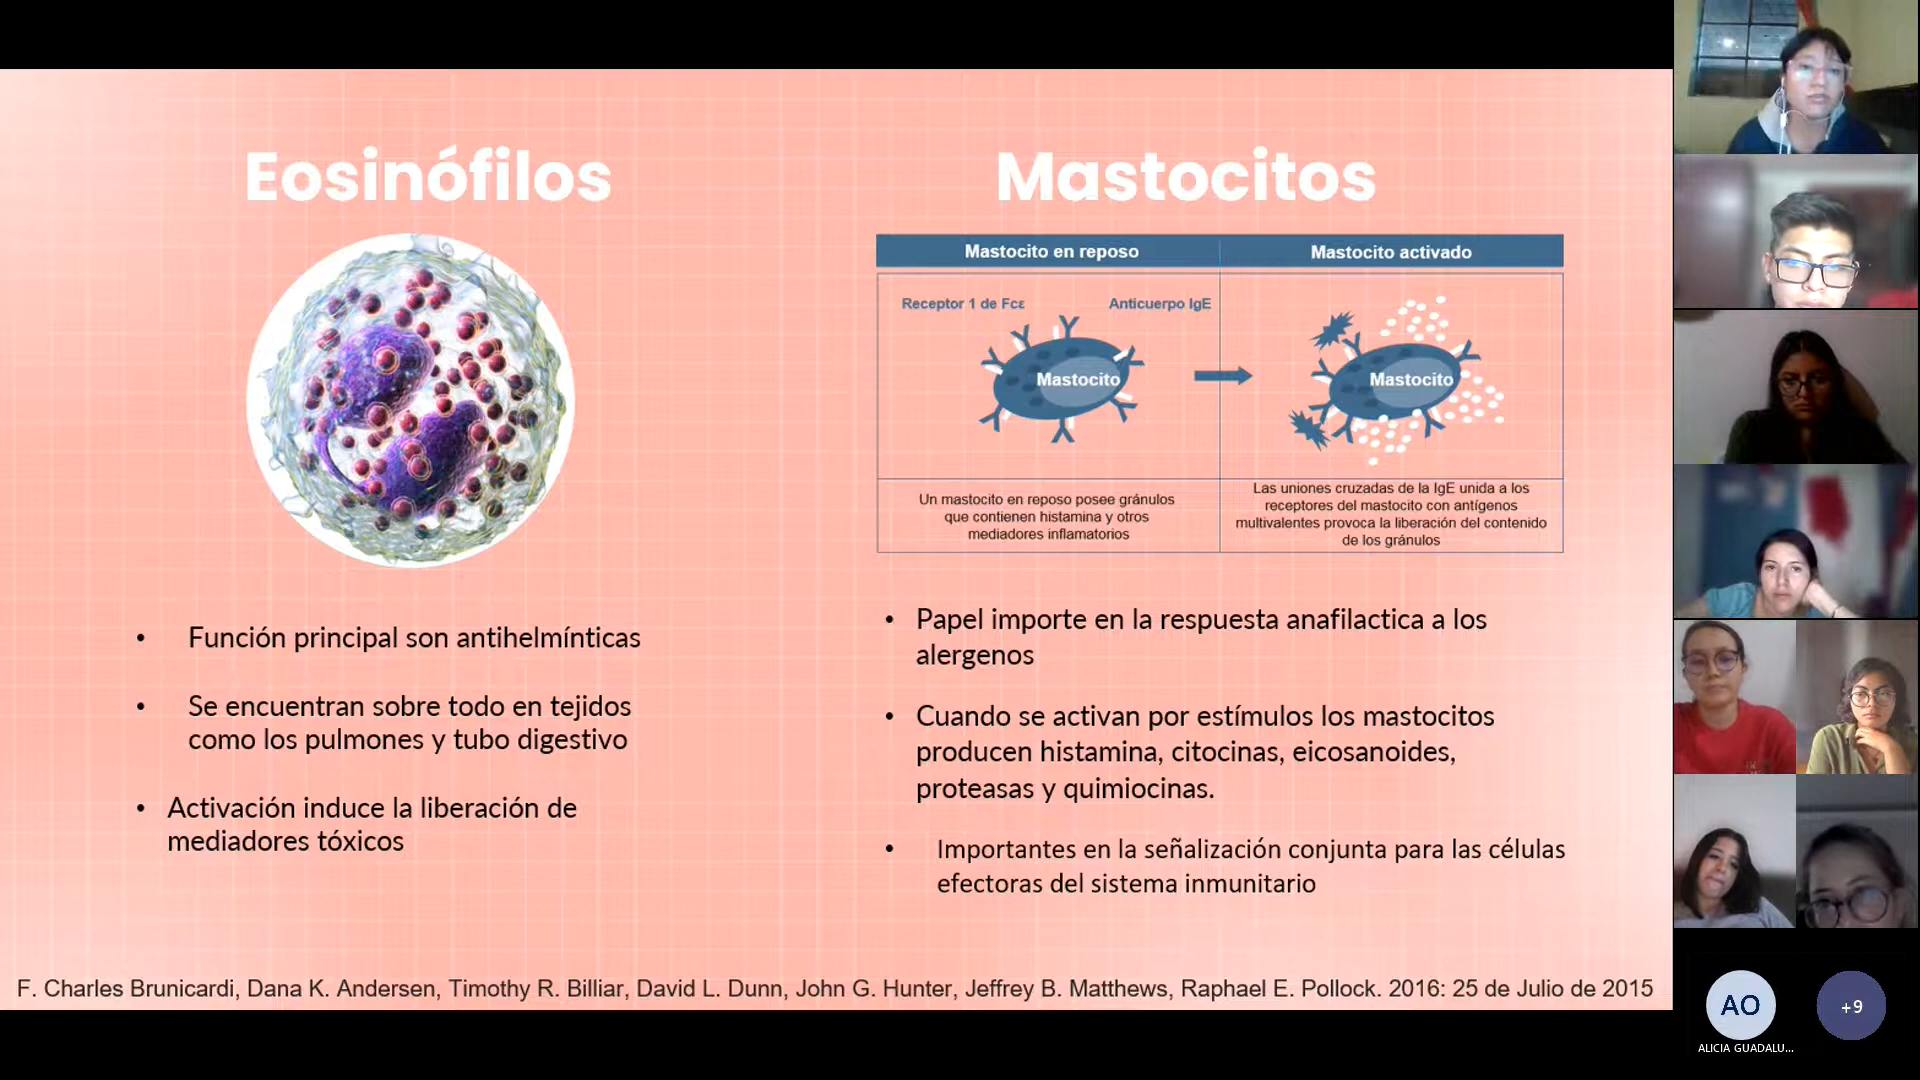 Eosinófilos
Función principal son antihelmínticas
Se encuentran sobre todo en tejidos
como los pulmones y tubo digestivo
Activación induce la liberación de
mediadores tóxicos
Mastocitos
Mastocito en reposo
Mastocito activado
Receptor 1 de Fcε
Anticuerpo IgE
Mastocito
Mastocito
Un mastocito en reposo posee gránulos
que contienen histamina y otros
mediadores inflamatorios
Las uniones cruzadas de la IgE unida a los
receptores del mastocito con antígenos
multivalentes provoca la liberación del contenido
de los gránulos
Papel importe en la respuesta anafilactica a los
alergenos
Cuando se activan por estímulos los mastocitos
producen histamina, citocinas, eicosanoides,
proteasas y quimiocinas.
Importantes en la señalización conjunta para las células
efectoras del sistema inmunitario
F. Charles Brunicardi, Dana K. Andersen, Timothy R. Billiar, David L. Dunn, John G. Hunter, Jeffrey B. Matthews, Raphael E. Pollock. 2016: 25 de Julio de 2015
AO
+9
ALICIA GUADALU...